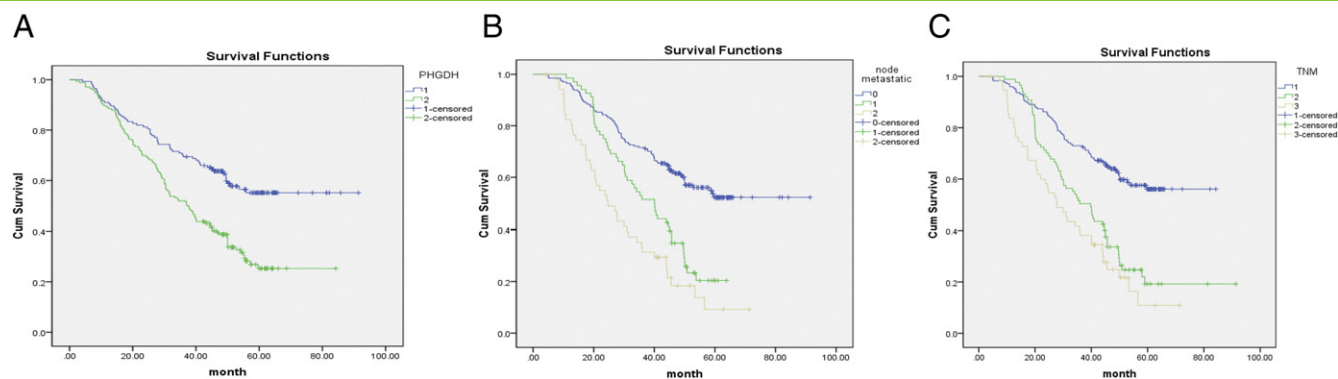 A
Survival Functions
PHGDH
1
2
1-censored
2-censored
Cum Survival
1.0
0.8
0.6
0.4
0.2
0.0
.00 20.00 40.00 60.00 80.00 100.00
month
B
Survival Functions
node
metastatic
0
1
2
0-censored
1-censored
2-censored
Cum Survival
1.0
0.8
0.6
0.4
0.2
0.0
.00 20.00 40.00 60.00 80.00 100.00
month
C
Survival Functions
TNM
1
2
3
1-censored
2-censored
3-censored
Cum Survival
1.0
0.8
0.6
0.4
0.2
0.0
.00 20.00 40.00 60.00 80.00 100.00
month